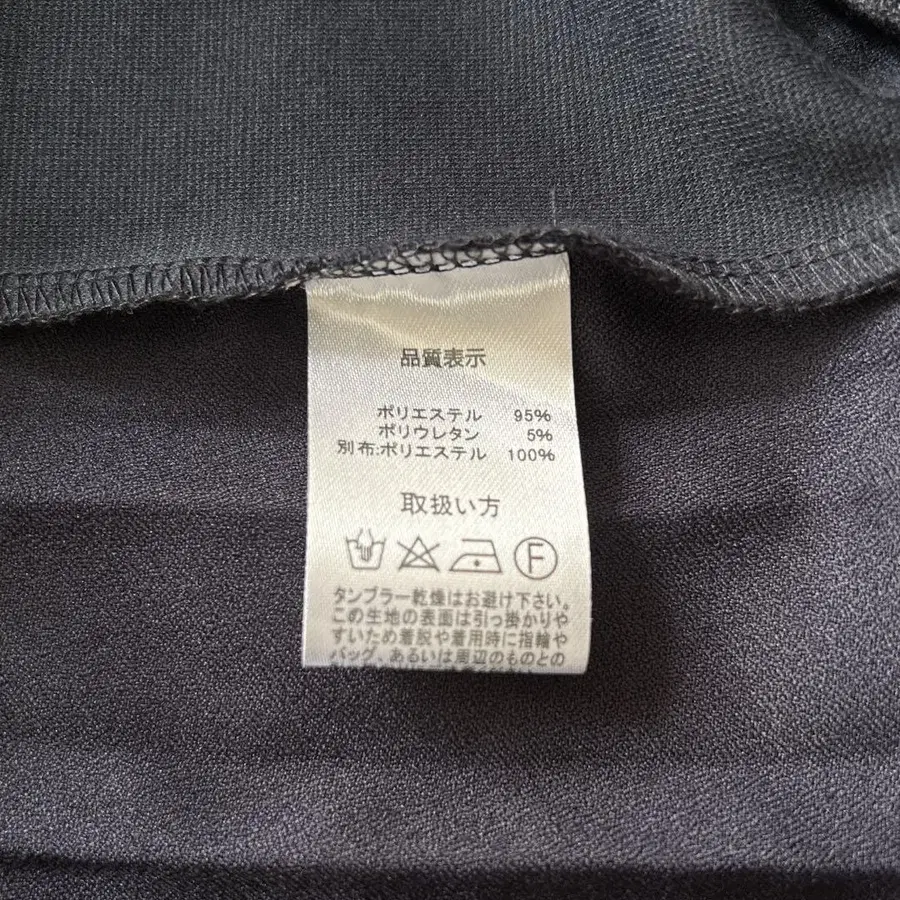 品質表示
ポリエステル 95%
ポリウレタン 5%
別布:ポリエステル 100%
取扱い方
F
タンブラー乾燥はお避け下さい。
この生地の表面は引っ掛かりや
すいため着脱や着用時に指輪や
バッグ、あるいは周辺のものとの